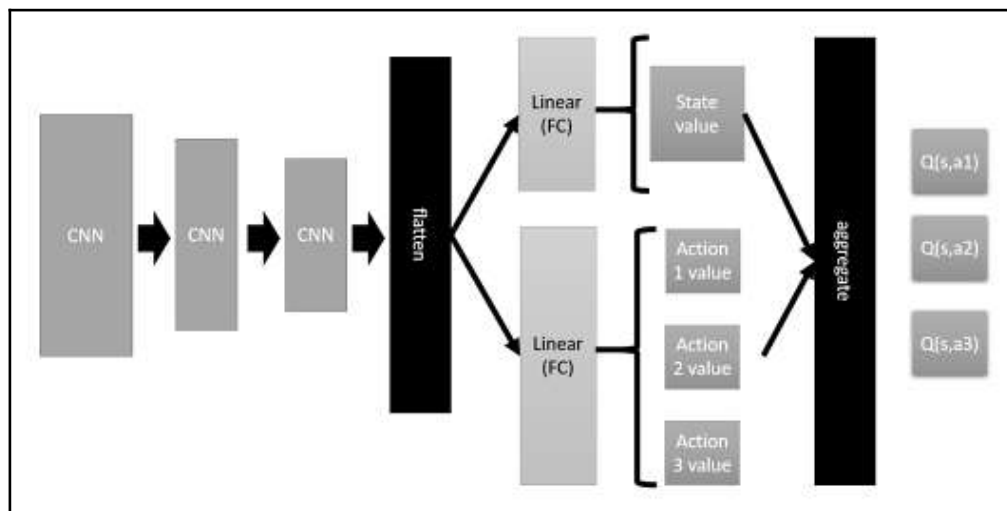 CNN
CNN
CNN
flatten
Linear
(FC)
State
value
Linear
(FC)
Action
1 value
Action
2 value
Action
3 value
aggregate
Q(s,a1)
Q(s,a2)
Q(s,a3)